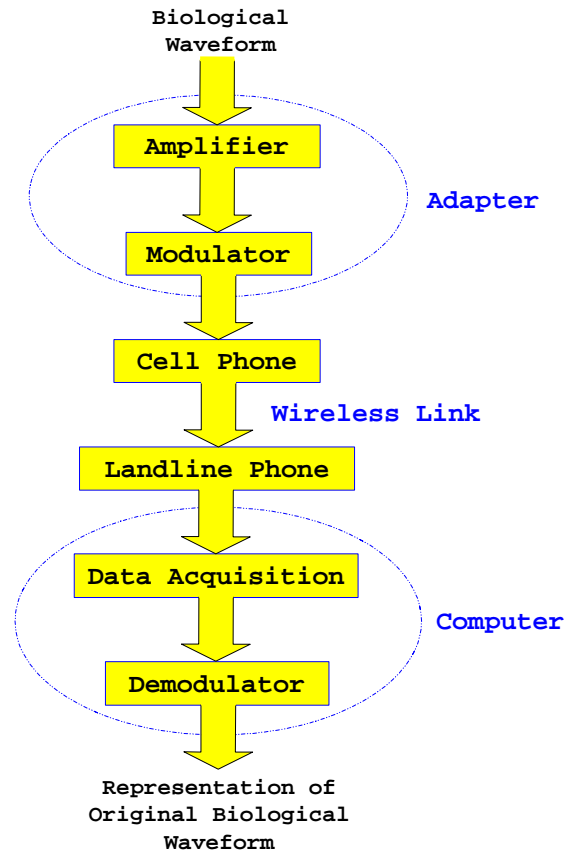 Biological
Waveform
Amplifier
Adapter
Modulator
Cell Phone
Wireless Link
Landline Phone
Data Acquisition
Computer
Demodulator
Representation of
Original Biological
Waveform